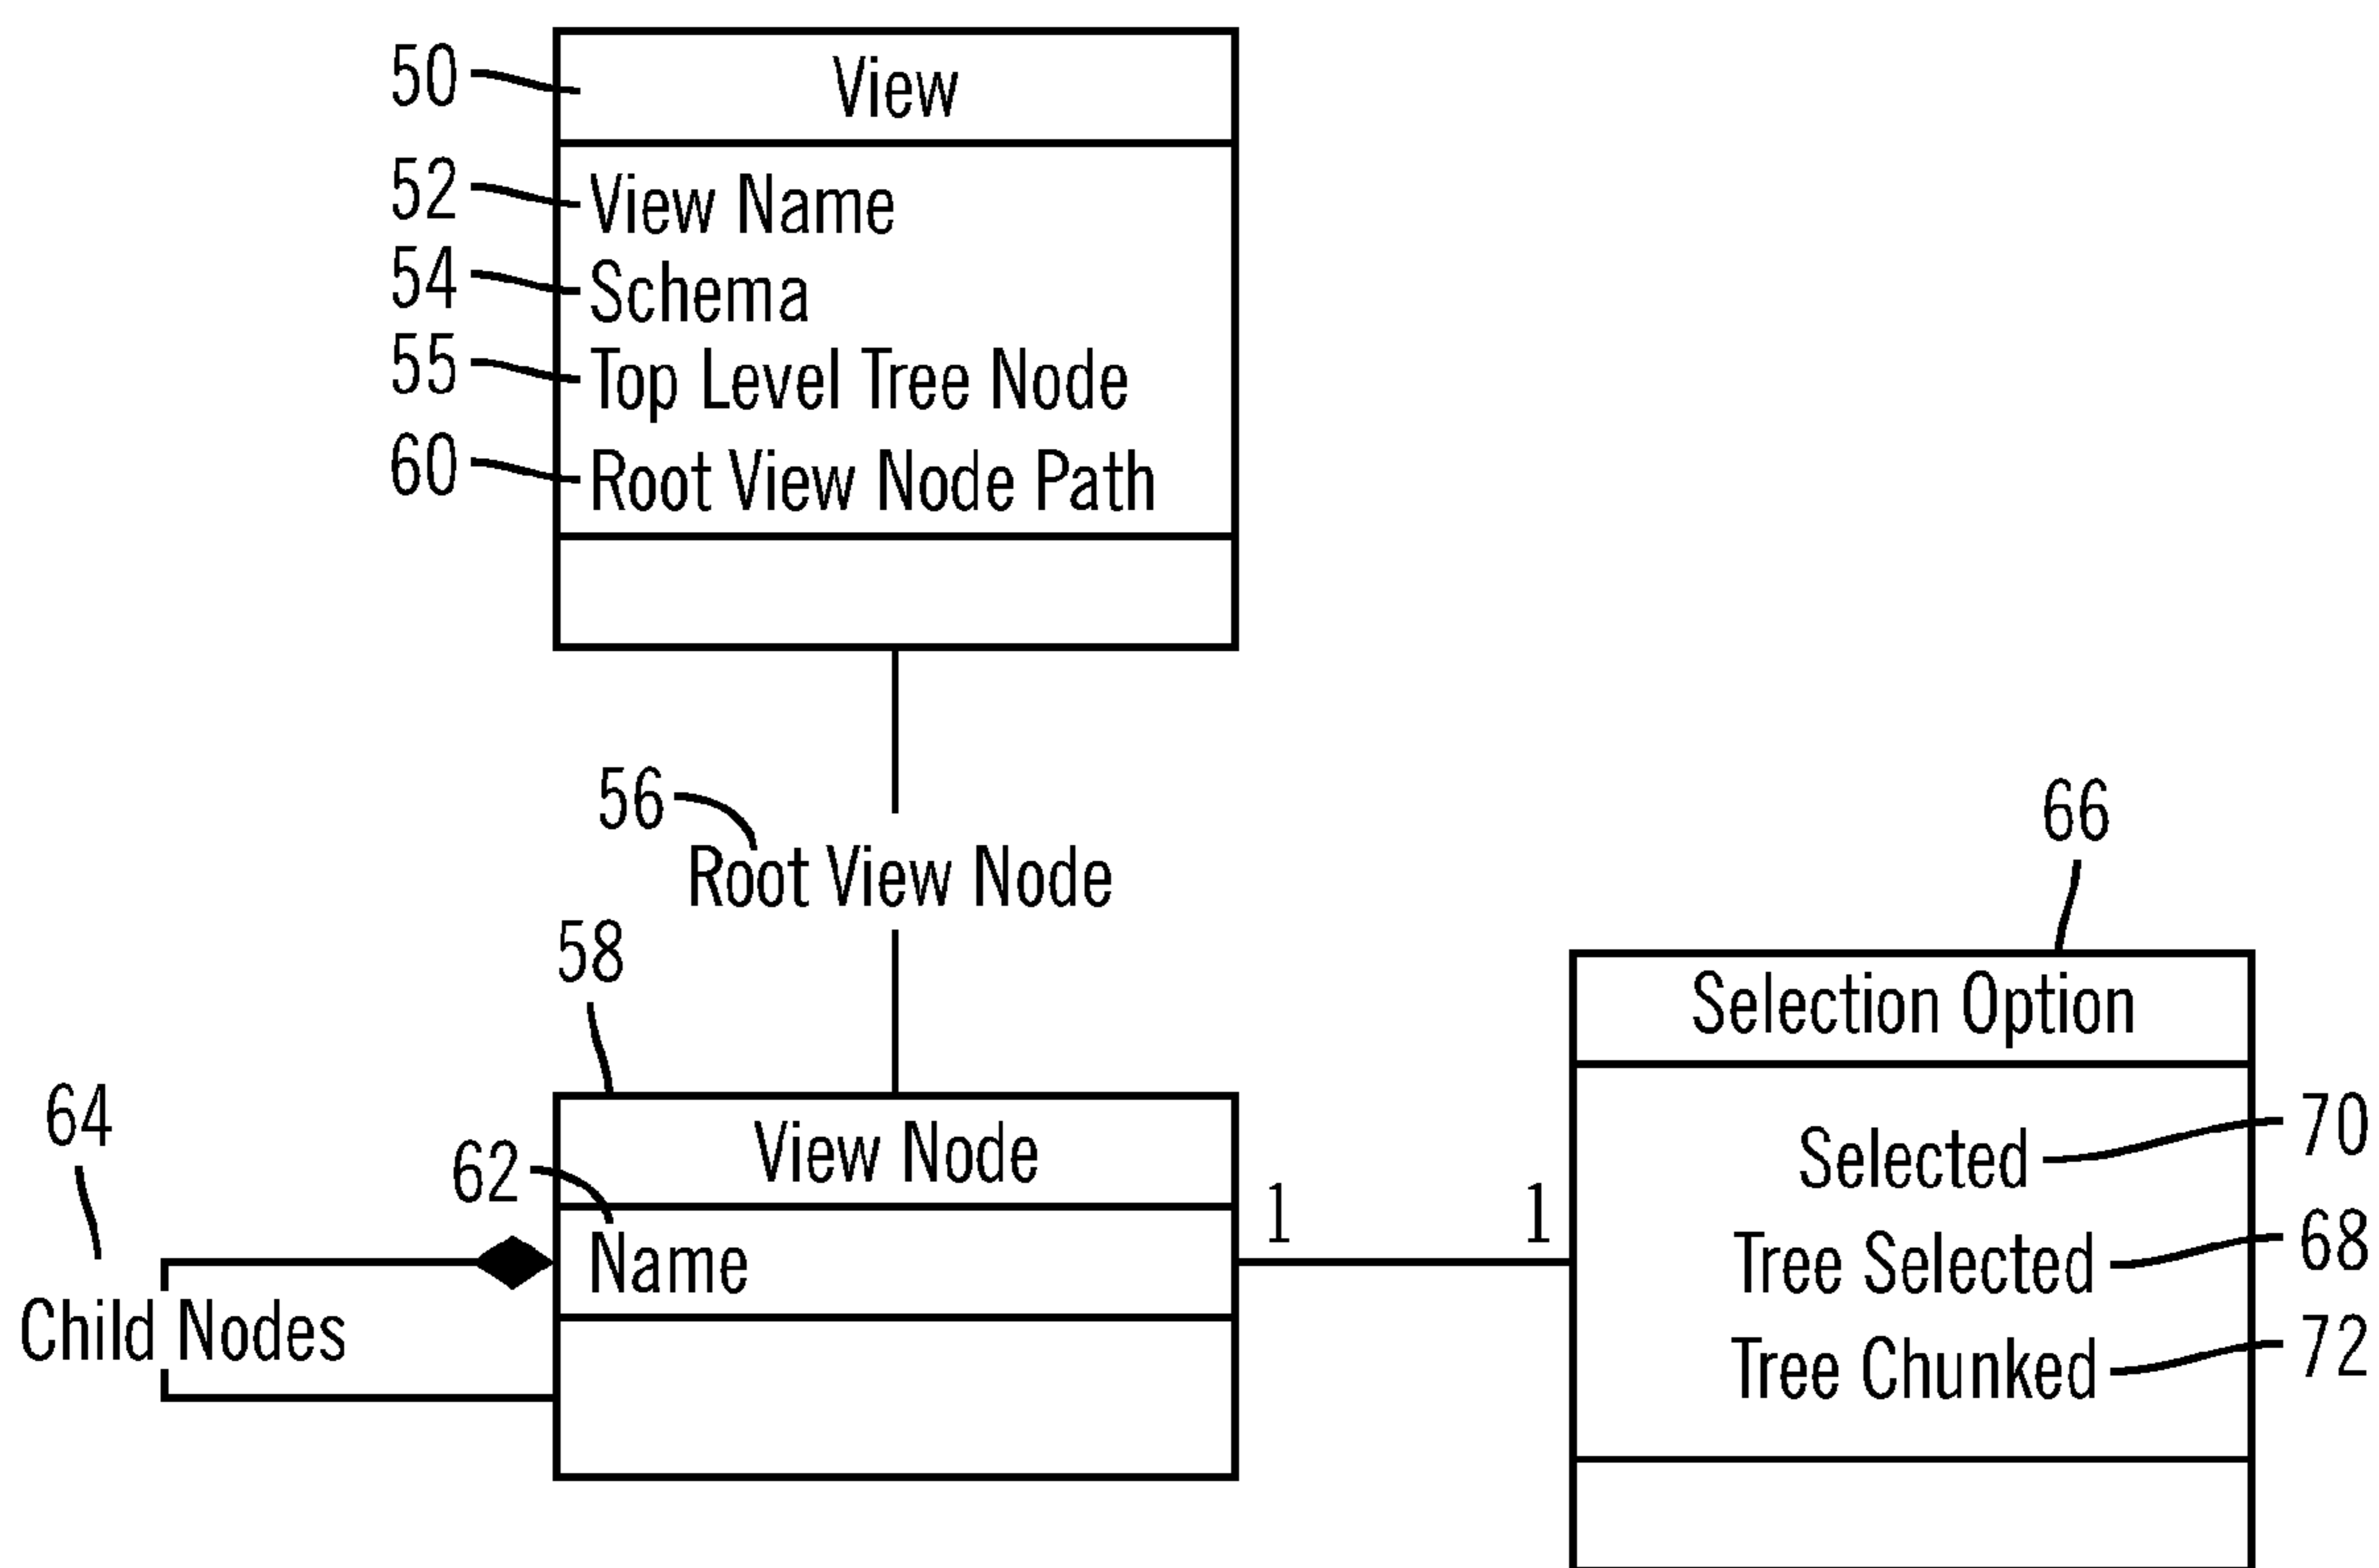 50 View
52 View Name
54 Schema
55 Top Level Tree Node
60 Root View Node Path
56
Root View Node
66
58
Selection Option
64
62 View Node
Selected 70
1 1
Name
Tree Selected 68
Child Nodes
Tree Chunked 72